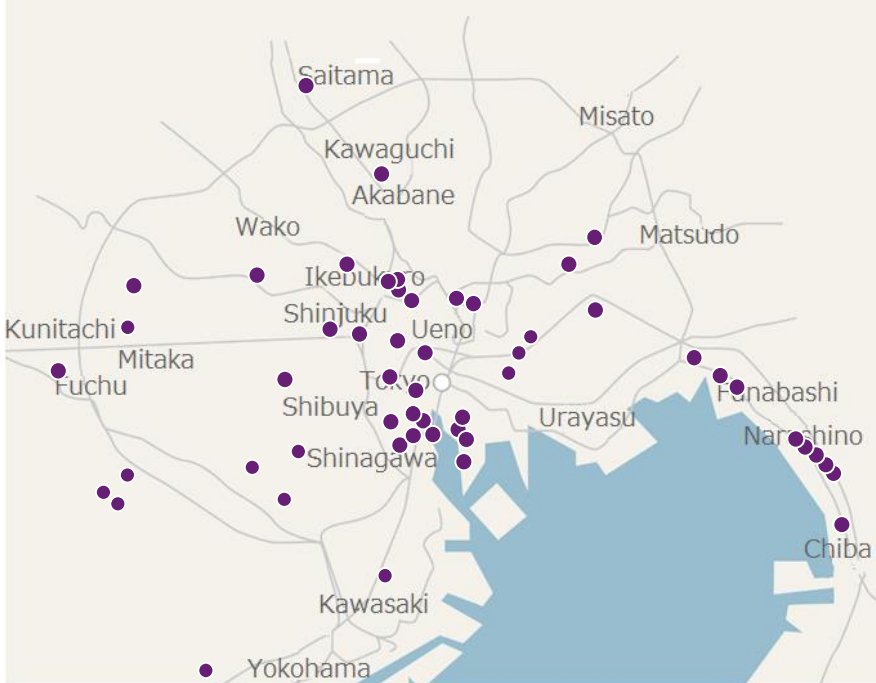 Saitama
Misato
Kawaguchi
Akabane
Wako
Matsudo
Ikebukuro
Shinjuku
Kunitachi
Ueno
Mitaka
Tokyo
Fuchu
Funabashi
Shibuya
Urayasu
Narashino
Shinagawa
Chiba
Kawasaki
Yokohama